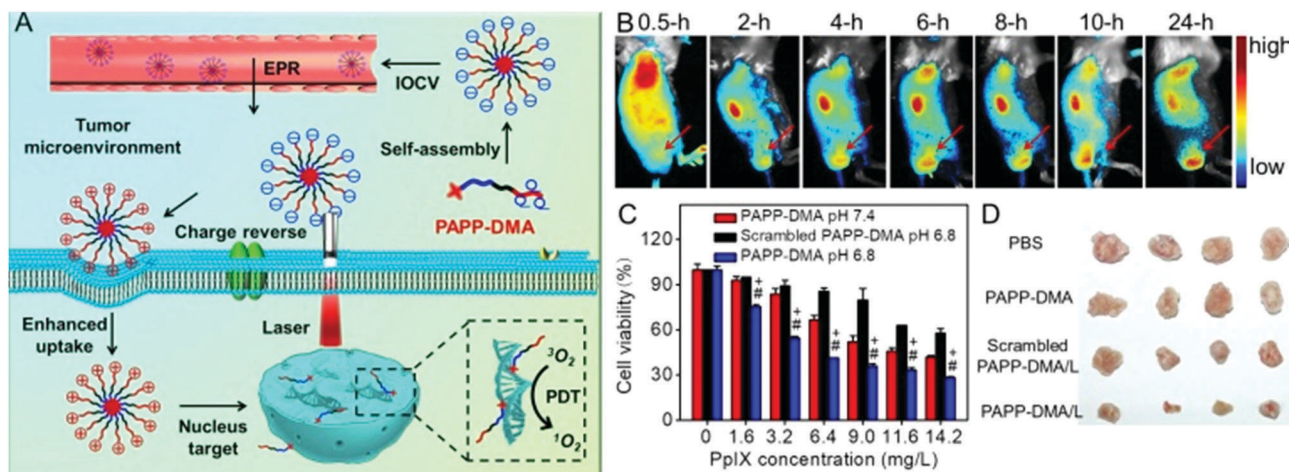 A
EPR
IOCV
Tumor
microenvironment
Self-assembly
PAPP-DMA
Charge reverse
Enhanced
uptake
Laser
Nucleus
target
³O₂
PDT
¹O₂
B
0.5-h 2-h 4-h 6-h 8-h 10-h 24-h
high
low
C
PAPP-DMA pH 7.4
Scrambled PAPP-DMA pH 6.8
PAPP-DMA pH 6.8
Cell viability (%)
120
90
60
30
0
+ + + + + +
# # # # # #
0 1.6 3.2 6.4 9.0 11.6 14.2
PpIX concentration (mg/L)
D
PBS
PAPP-DMA
Scrambled
PAPP-DMA/L
PAPP-DMA/L